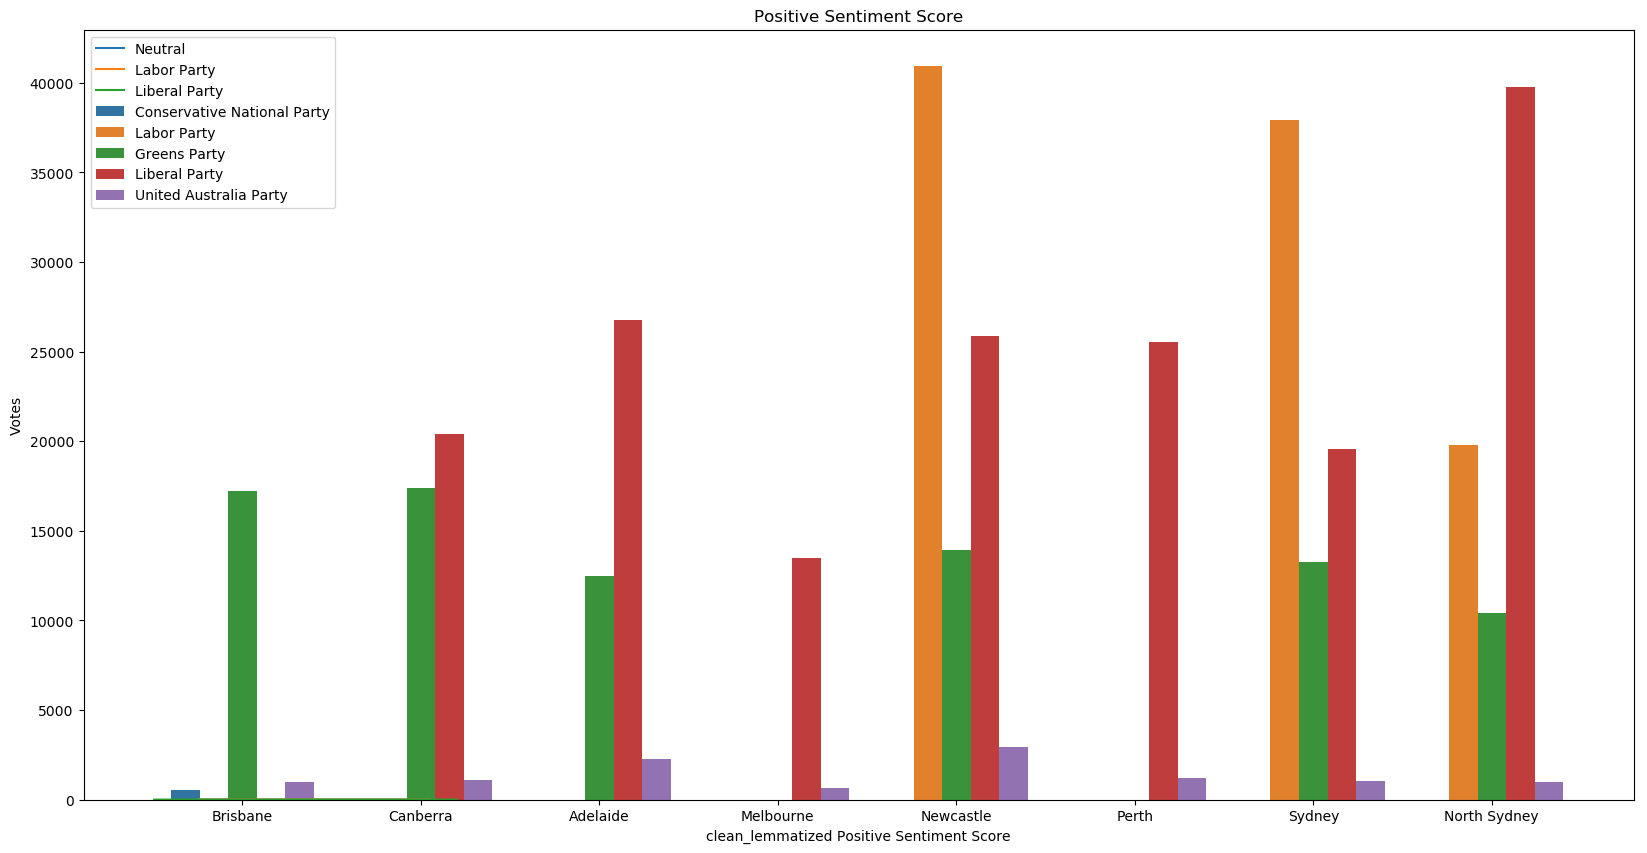 Positive Sentiment Score
Neutral
Labor Party
Liberal Party
Conservative National Party
Labor Party
Greens Party
Liberal Party
United Australia Party
Votes
40000
35000
30000
25000
20000
15000
10000
5000
0
Brisbane Canberra Adelaide Melbourne Newcastle Perth Sydney North Sydney
clean_lemmatized Positive Sentiment Score